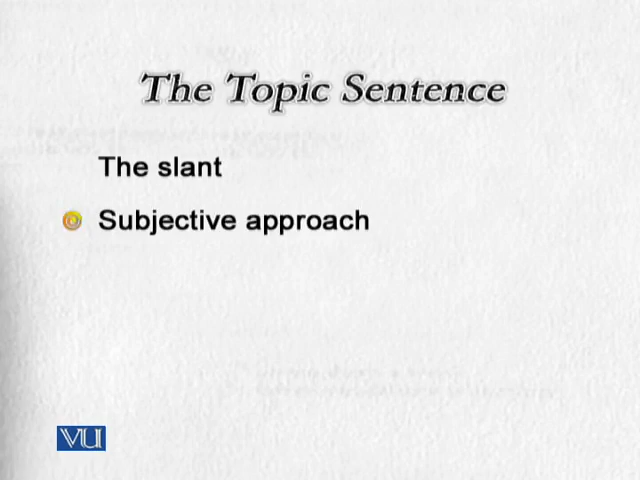 The Topic Sentence
The slant
Subjective approach
VU